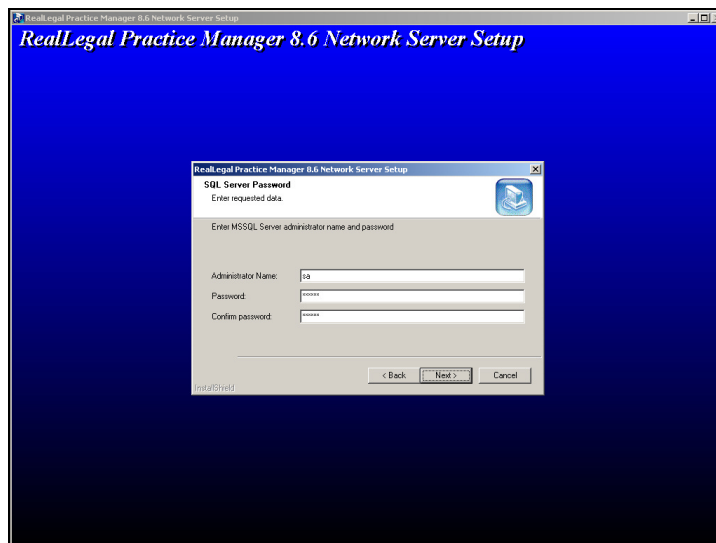 RealLegal Practice Manager 8.6 Network Server Setup
RealLegal Practice Manager 8.6 Network Server Setup
RealLegal Practice Manager 8.6 Network Server Setup
SQL Server Password
Enter requested data.
Enter MSSQL Server administrator name and password
Administrator Name: sa
Password: *****
Confirm password: *****
InstallShield
< Back Next > Cancel